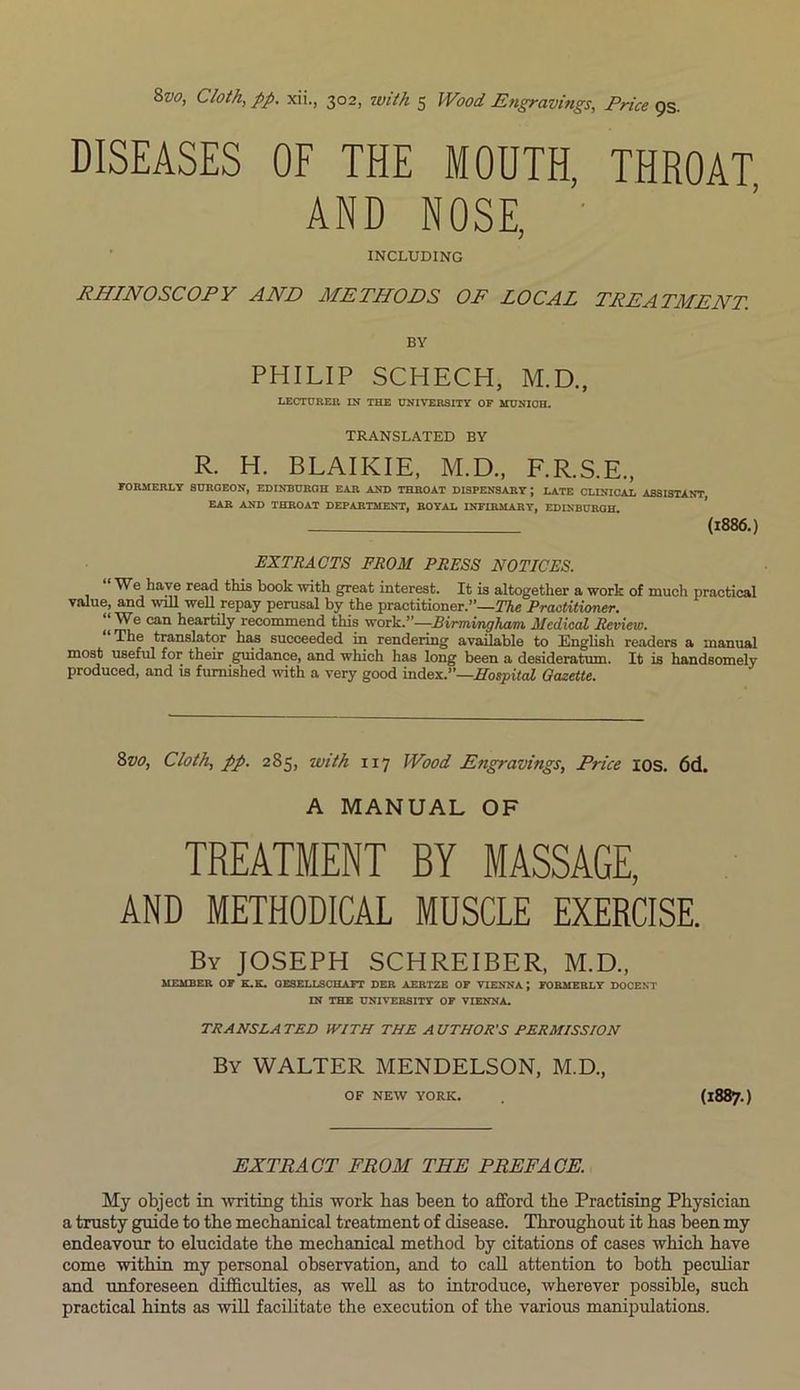 8vo, Cloth, pp. xii., 302, with 5 Wood Engravings, Price 9s.
DISEASES OF THE MOUTH, THROAT,
AND NOSE,
INCLUDING
RHINOSCOPY AND METHODS OF LOCAL TREATMENT.
BY
PHILIP SCHECH, M.D.,
LECTURER IN THE UNIVERSITY OF MUNICH.
TRANSLATED BY
R. H. BLAIKIE, M.D., F.R.S.E.,
FORMERLY SURGEON, EDINBURGH EAR AND THROAT DISPENSARY; LATE CLINICAL ASSISTANT,
EAR AND THROAT DEPARTMENT, ROYAL INFIRMARY, EDINBURGH.
(1886.)
EXTRACTS FROM PRESS NOTICES.
“We have read this book with great interest. It is altogether a work of much practical
value, and will well repay perusal by the practitioner.”—The Practitioner.
“We can heartily recommend this work.”—Birmingham Medical Review.
“The translator has succeeded in rendering available to English readers a manual
most useful for their guidance, and which has long been a desideratum. It is handsomely
produced, and is furnished with a very good index.”—Hospital Gazette.
8vo, Cloth, pp. 285, with 117 Wood Engravings, Price 10s. 6d.
A MANUAL OF
TREATMENT BY MASSAGE,
AND METHODICAL MUSCLE EXERCISE.
By JOSEPH SCHREIBER, M.D.,
MEMBER OF K.K. GESELLSCHAFT DER AERTZE OF VIENNA; FORMERLY DOCENT
IN THE UNIVERSITY OF VIENNA.
TRANSLATED WITH THE AUTHOR'S PERMISSION
By WALTER MENDELSON, M.D.,
OF NEW YORK. (1887.)
EXTRACT FROM THE PREFACE.
My object in writing this work has been to afford the Practising Physician
a trusty guide to the mechanical treatment of disease. Throughout it has been my
endeavour to elucidate the mechanical method by citations of cases which have
come within my personal observation, and to call attention to both peculiar
and unforeseen difficulties, as well as to introduce, wherever possible, such
practical hints as will facilitate the execution of the various manipulations.